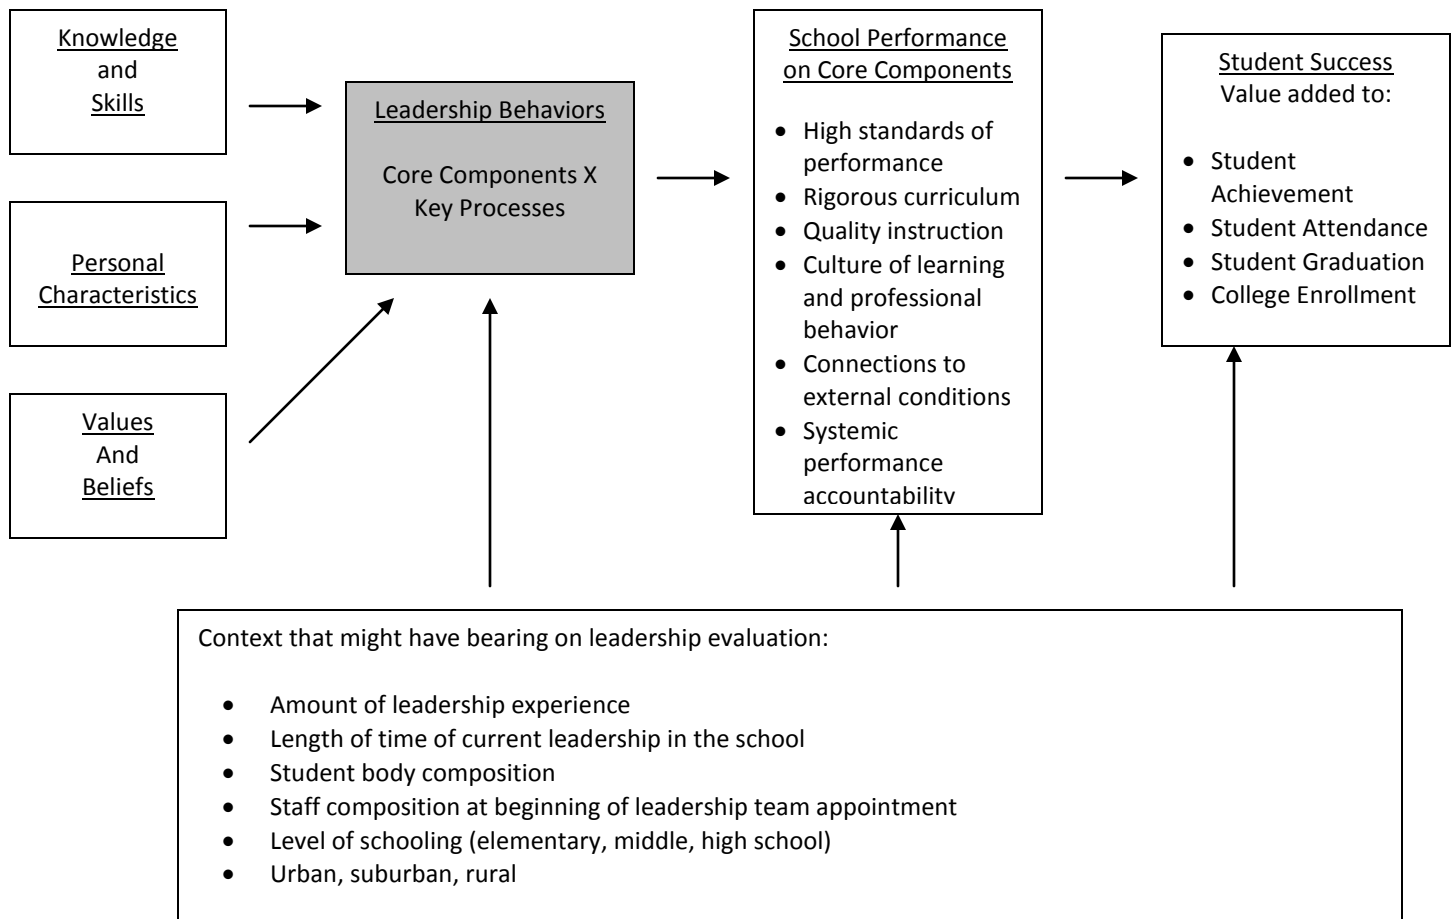 Knowledge
and
Skills
Personal
Characteristics
Values
And
Beliefs
Leadership Behaviors
Core Components X
Key Processes
School Performance
on Core Components
• High standards of
performance
• Rigorous curriculum
• Quality instruction
• Culture of learning
and professional
behavior
• Connections to
external conditions
• Systemic
performance
accountability
Student Success
Value added to:
• Student
Achievement
• Student Attendance
• Student Graduation
• College Enrollment
Context that might have bearing on leadership evaluation:
• Amount of leadership experience
• Length of time of current leadership in the school
• Student body composition
• Staff composition at beginning of leadership team appointment
• Level of schooling (elementary, middle, high school)
• Urban, suburban, rural